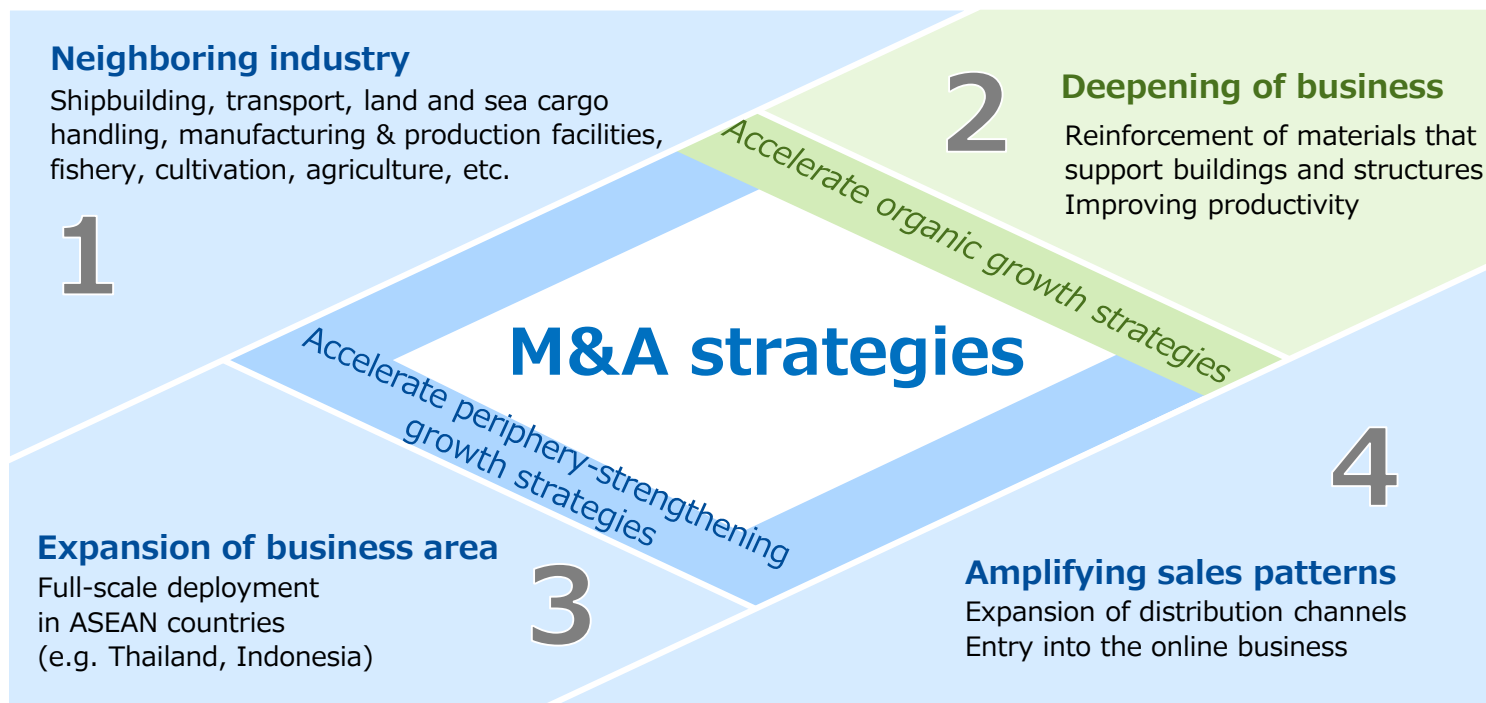 Neighboring industry
Shipbuilding, transport, land and sea cargo
handling, manufacturing & production facilities,
fishery, cultivation, agriculture, etc.
1
2
Deepening of business
Reinforcement of materials that
support buildings and structures
Improving productivity
Accelerate organic growth strategies
M&A strategies
Accelerate periphery-strengthening
growth strategies
Expansion of business area
Full-scale deployment
in ASEAN countries
(e.g. Thailand, Indonesia)
3
4
Amplifying sales patterns
Expansion of distribution channels
Entry into the online business